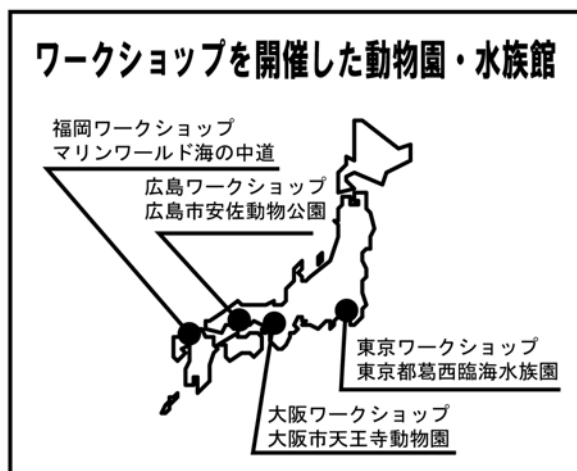 ワークショップを開催した動物園・水族館
福岡ワークショップ
マリンワールド海の中道
広島ワークショップ
広島市安佐動物公園
東京ワークショップ
東京都葛西臨海水族園
大阪ワークショップ
大阪市天王寺動物園